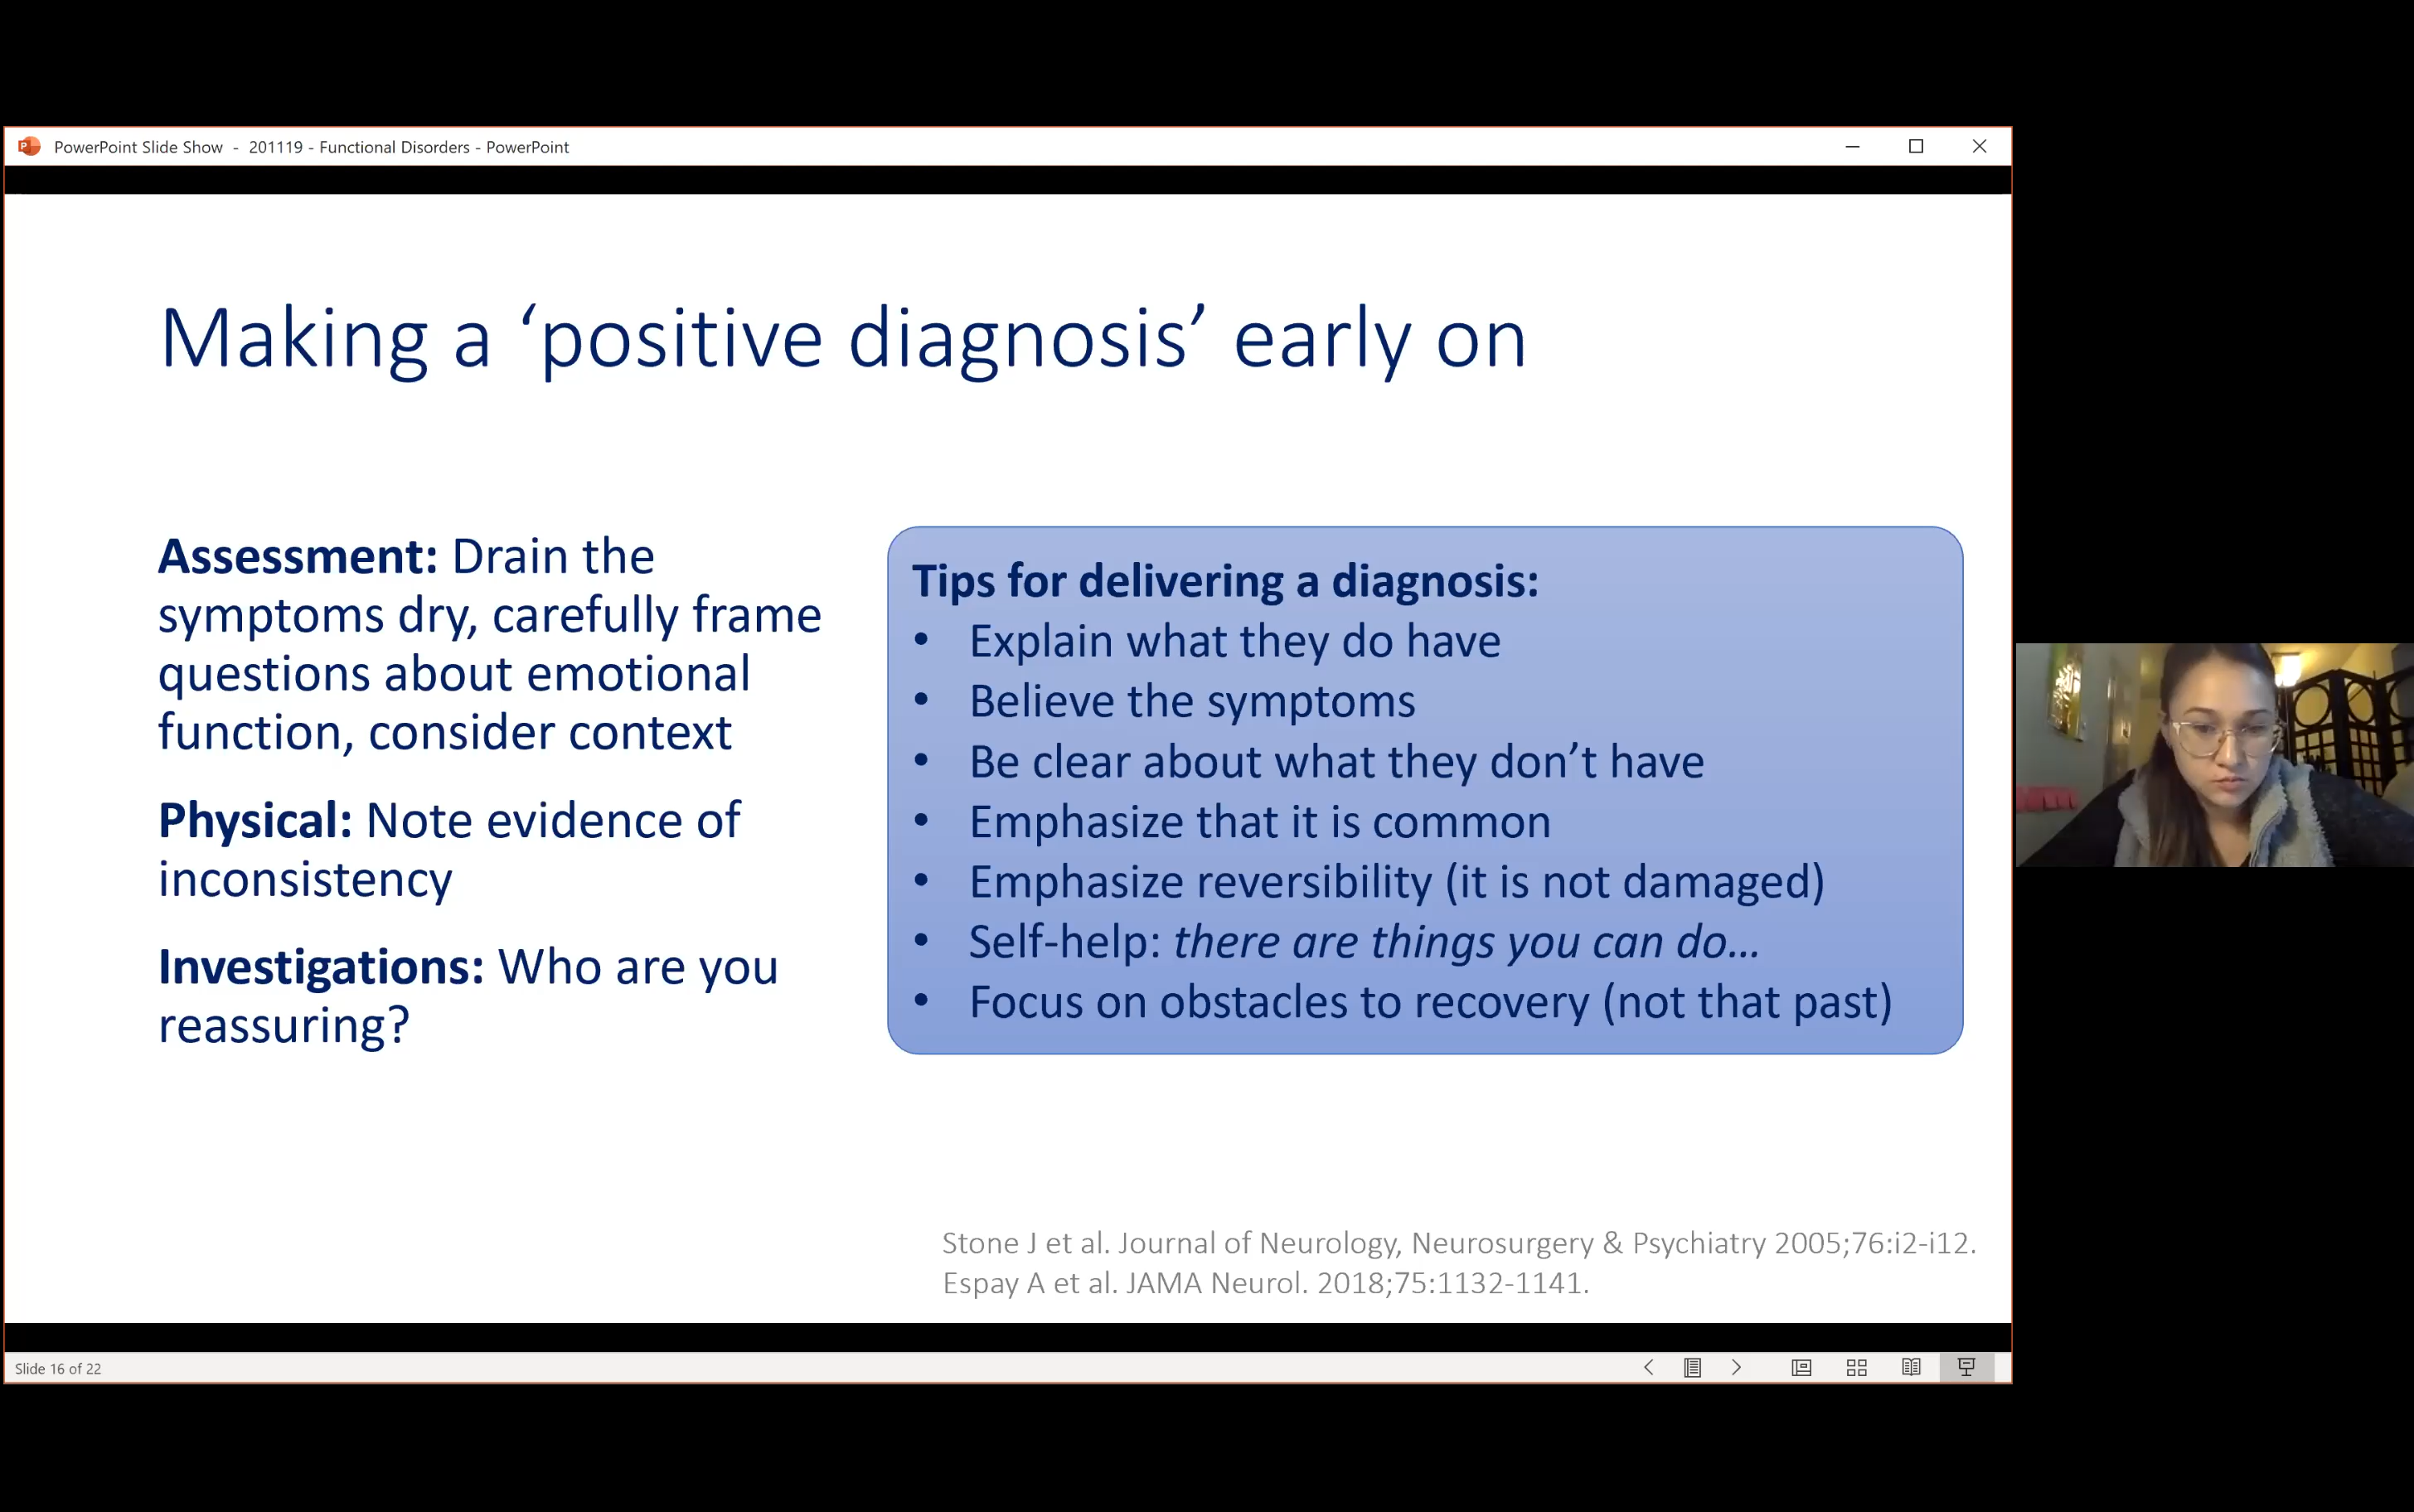 PowerPoint Slide Show - 201119 - Functional Disorders - PowerPoint
Making a ‘positive diagnosis’ early on
Assessment: Drain the
symptoms dry, carefully frame
questions about emotional
function, consider context
Physical: Note evidence of
inconsistency
Investigations: Who are you
reassuring?
Tips for delivering a diagnosis:
• Explain what they do have
• Believe the symptoms
• Be clear about what they don’t have
• Emphasize that it is common
• Emphasize reversibility (it is not damaged)
• Self-help: there are things you can do...
• Focus on obstacles to recovery (not that past)
Stone J et al. Journal of Neurology, Neurosurgery & Psychiatry 2005;76:i2-i12.
Espay A et al. JAMA Neurol. 2018;75:1132-1141.
Slide 16 of 22